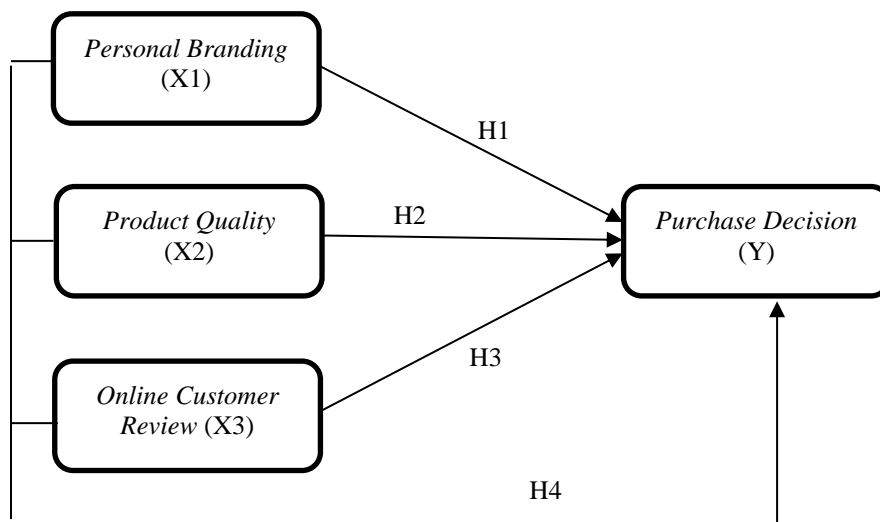 Personal Branding
(X1)
H1
Product Quality
(X2)
H2
Purchase Decision
(Y)
H3
Online Customer
Review (X3)
H4